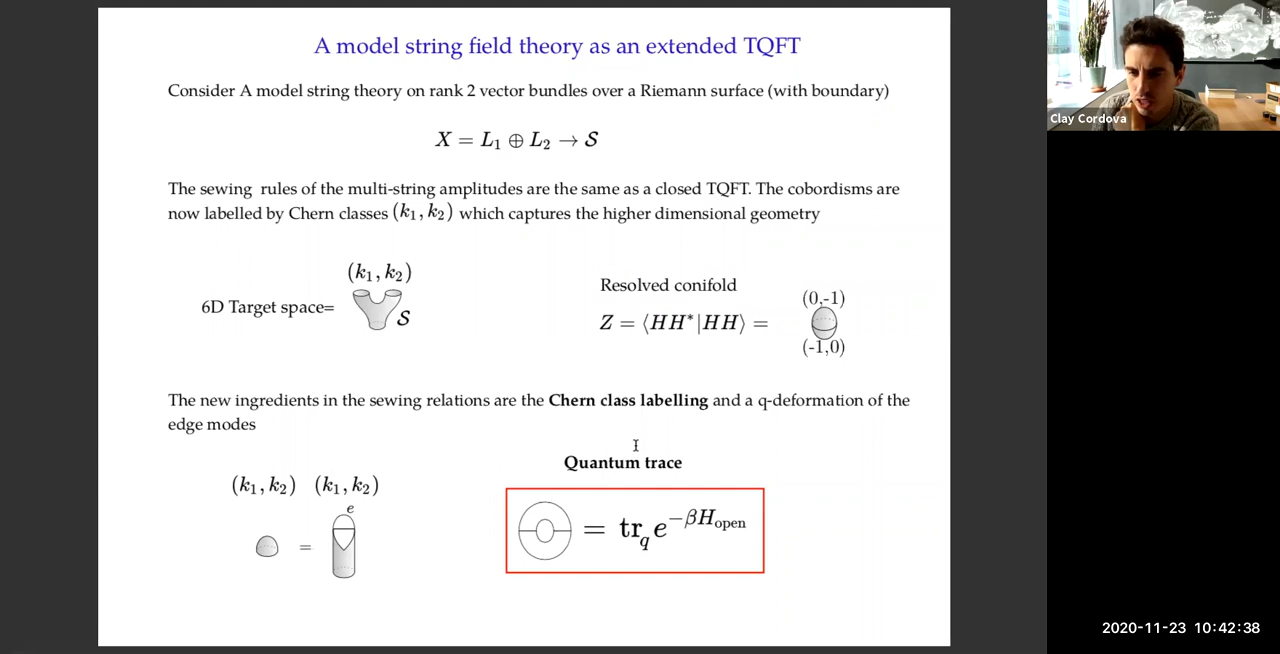 A model string field theory as an extended TQFT
Consider A model string theory on rank 2 vector bundles over a Riemann surface (with boundary)
X = L₁ ⊕ L₂ → 𝒮
The sewing rules of the multi-string amplitudes are the same as a closed TQFT. The cobordisms are
now labelled by Chern classes (k₁, k₂) which captures the higher dimensional geometry
(k₁, k₂)
6D Target space=
𝒮
Resolved conifold
Z = ⟨HH*|HH⟩ =
(0,-1)
(-1,0)
The new ingredients in the sewing relations are the Chern class labelling and a q-deformation of the
edge modes
Quantum trace
(k₁, k₂) (k₁, k₂)
e
=
= tr_q e^{-βH_open}
Clay Cordova
2020-11-23 10:42:38